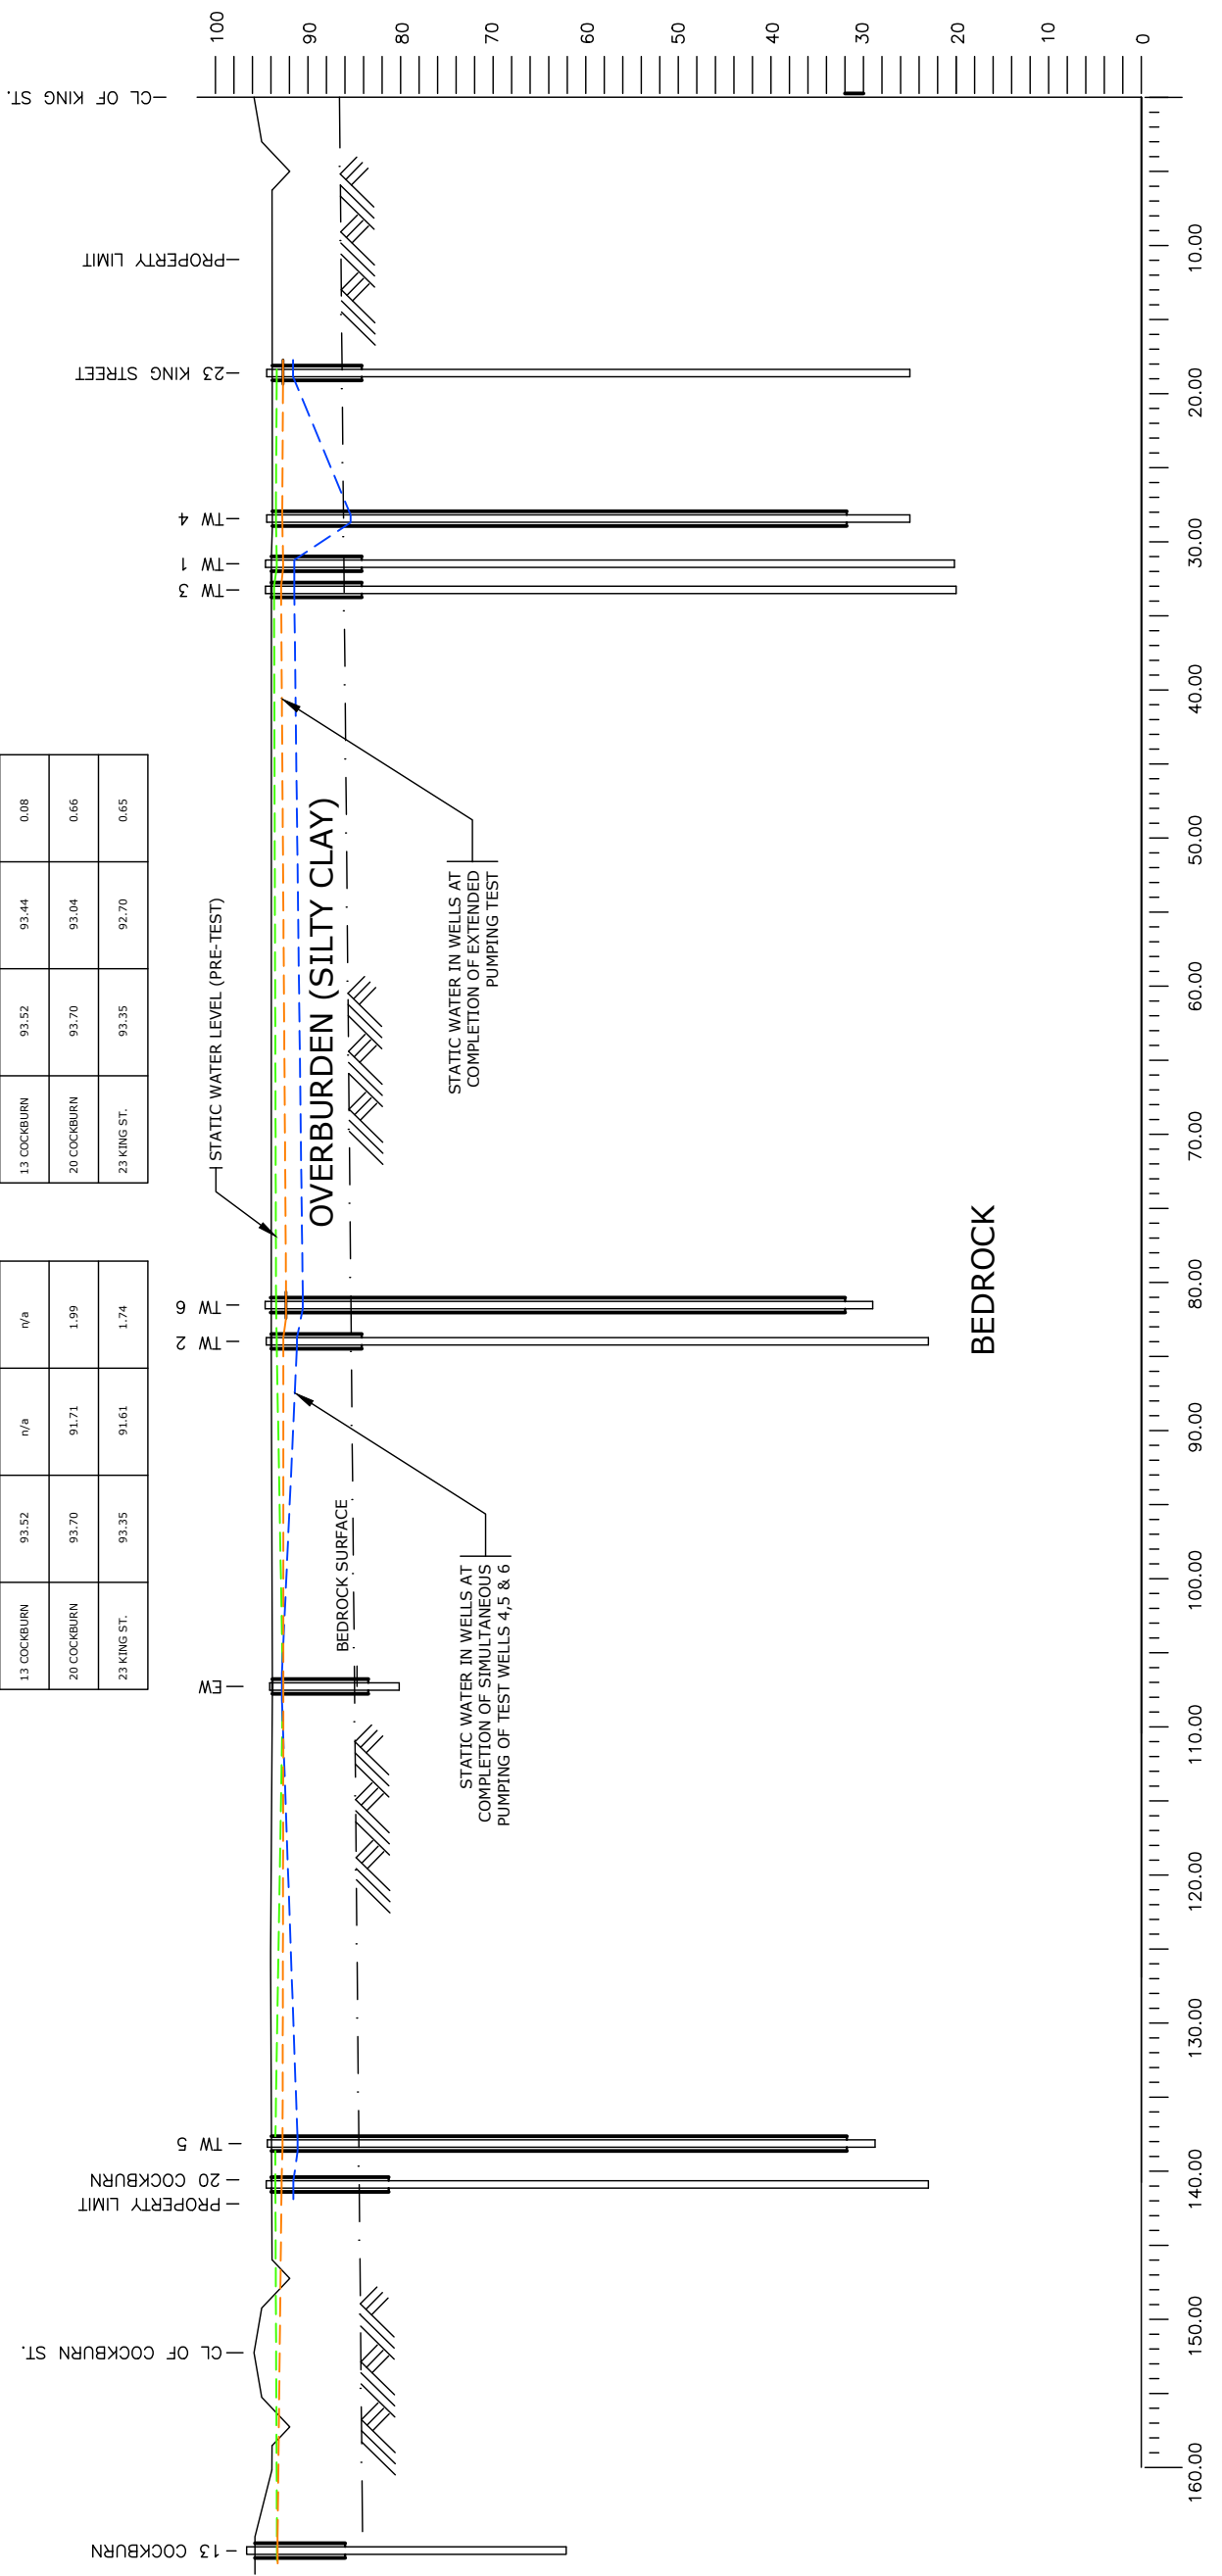 13 COCKBURN 93.52 n/a n/a
20 COCKBURN 93.70 91.71 1.99
23 KING ST. 93.35 91.61 1.74
13 COCKBURN 93.52 93.44 0.08
20 COCKBURN 93.70 93.04 0.66
23 KING ST. 93.35 92.70 0.65
13 COCKBURN
CL OF COCKBURN ST.
PROPERTY LIMIT
20 COCKBURN
TW 5
EW
TW 2
TW 6
TW 3
TW 1
TW 4
23 KING STREET
PROPERTY LIMIT
CL OF KING ST.
STATIC WATER LEVEL (PRE-TEST)
OVERBURDEN (SILTY CLAY)
BEDROCK SURFACE
STATIC WATER IN WELLS AT
COMPLETION OF SIMULTANEOUS
PUMPING OF TEST WELLS 4,5 & 6
STATIC WATER IN WELLS AT
COMPLETION OF EXTENDED
PUMPING TEST
BEDROCK
100
90
80
70
60
50
40
30
20
10
0
160.00
150.00
140.00
130.00
120.00
110.00
100.00
90.00
80.00
70.00
60.00
50.00
40.00
30.00
20.00
10.00